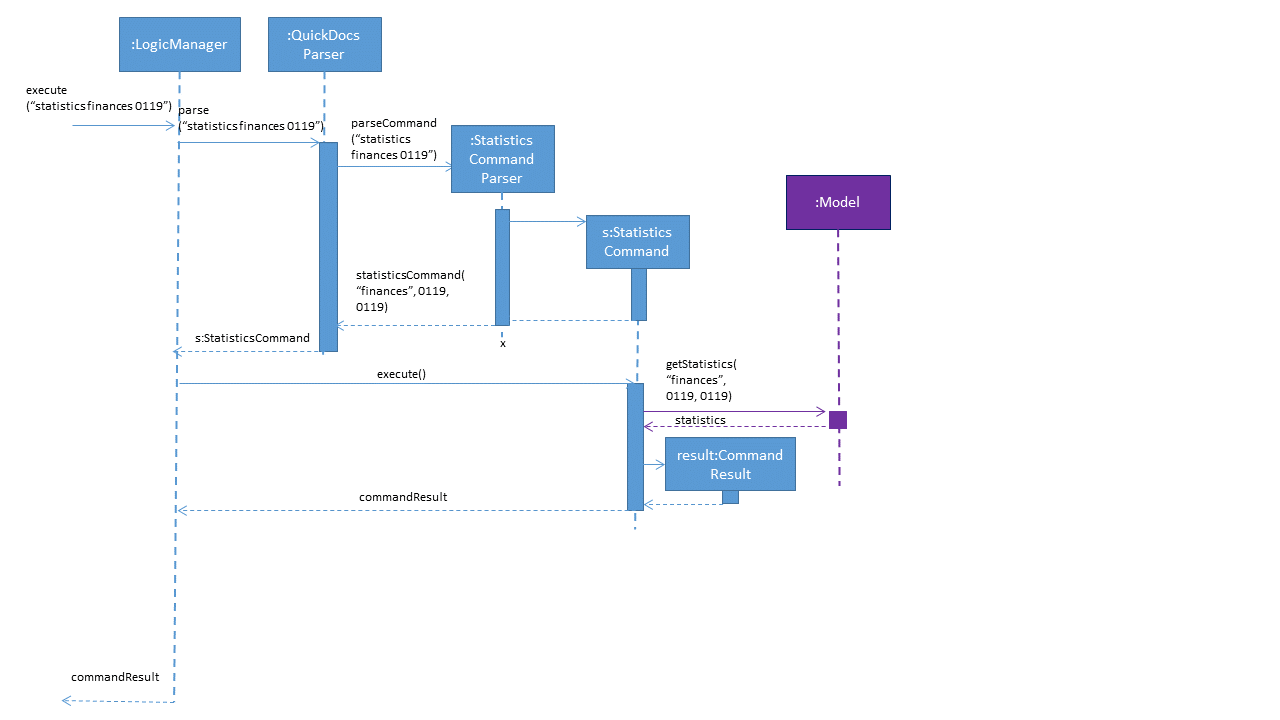 :LogicManager
:QuickDocs
Parser
execute
(“statistics finances 0119”)
parse
(“statistics finances 0119”)
parseCommand
(“statistics
finances 0119”)
:Statistics
Command
Parser
:Model
s:Statistics
Command
statisticsCommand(
“finances”, 0119,
0119)
s:StatisticsCommand
x
execute()
getStatistics(
“finances”,
0119, 0119)
statistics
result:Command
Result
commandResult
commandResult